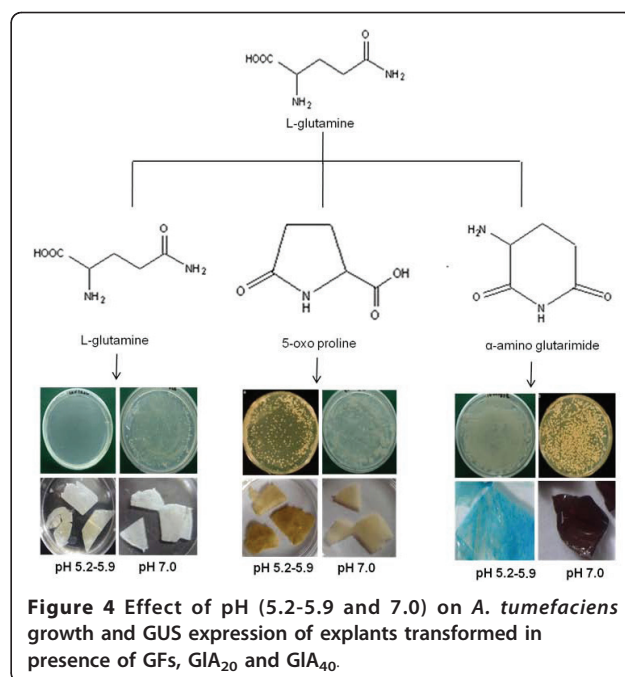 O
HOOC
NH₂
NH₂
L-glutamine
O
HOOC
NH₂
NH₂
L-glutamine
O
N
H
OH
O
5-oxo proline
H₂N
O
N
H
O
α-amino glutarimide
pH 5.2-5.9 pH 7.0
pH 5.2-5.9 pH 7.0
pH 5.2-5.9 pH 7.0
Figure 4 Effect of pH (5.2-5.9 and 7.0) on A. tumefaciens
growth and GUS expression of explants transformed in
presence of GFs, GlA₂₀ and GlA₄₀.